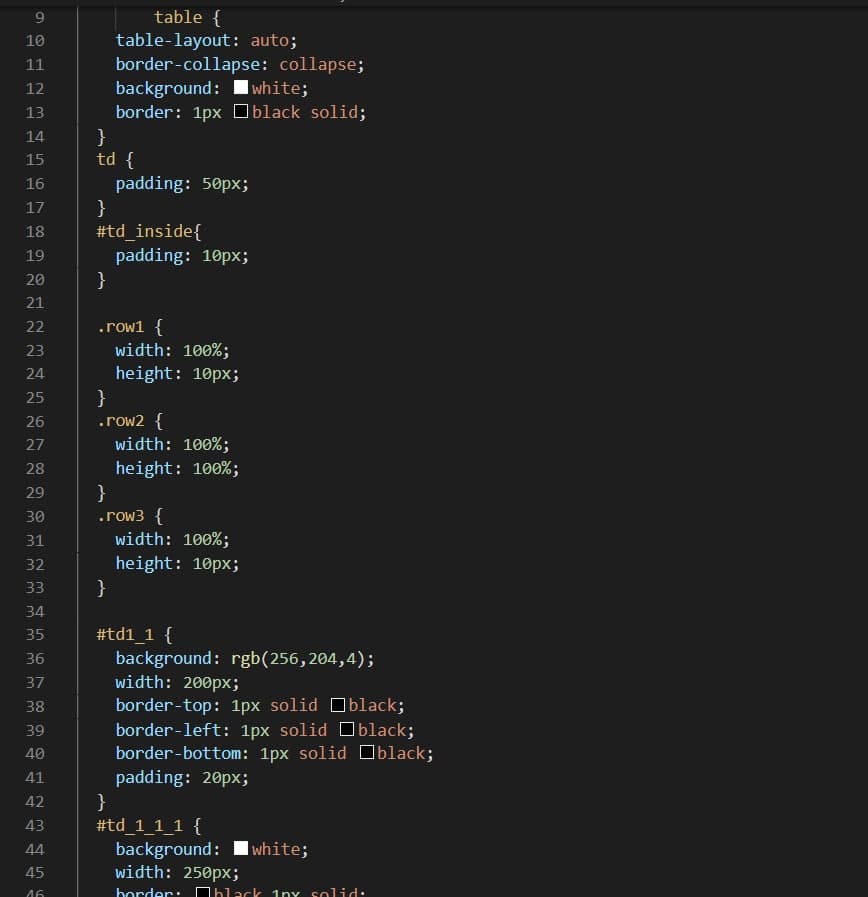 9 table {
10 table-layout: auto;
11 border-collapse: collapse;
12 background: white;
13 border: 1px black solid;
14 }
15 td {
16 padding: 50px;
17 }
18 #td_inside{
19 padding: 10px;
20 }
21
22 .row1 {
23 width: 100%;
24 height: 10px;
25 }
26 .row2 {
27 width: 100%;
28 height: 100%;
29 }
30 .row3 {
31 width: 100%;
32 height: 10px;
33 }
34
35 #td1_1 {
36 background: rgb(256,204,4);
37 width: 200px;
38 border-top: 1px solid black;
39 border-left: 1px solid black;
40 border-bottom: 1px solid black;
41 padding: 20px;
42 }
43 #td_1_1_1 {
44 background: white;
45 width: 250px;
46 border: black 1px solid;